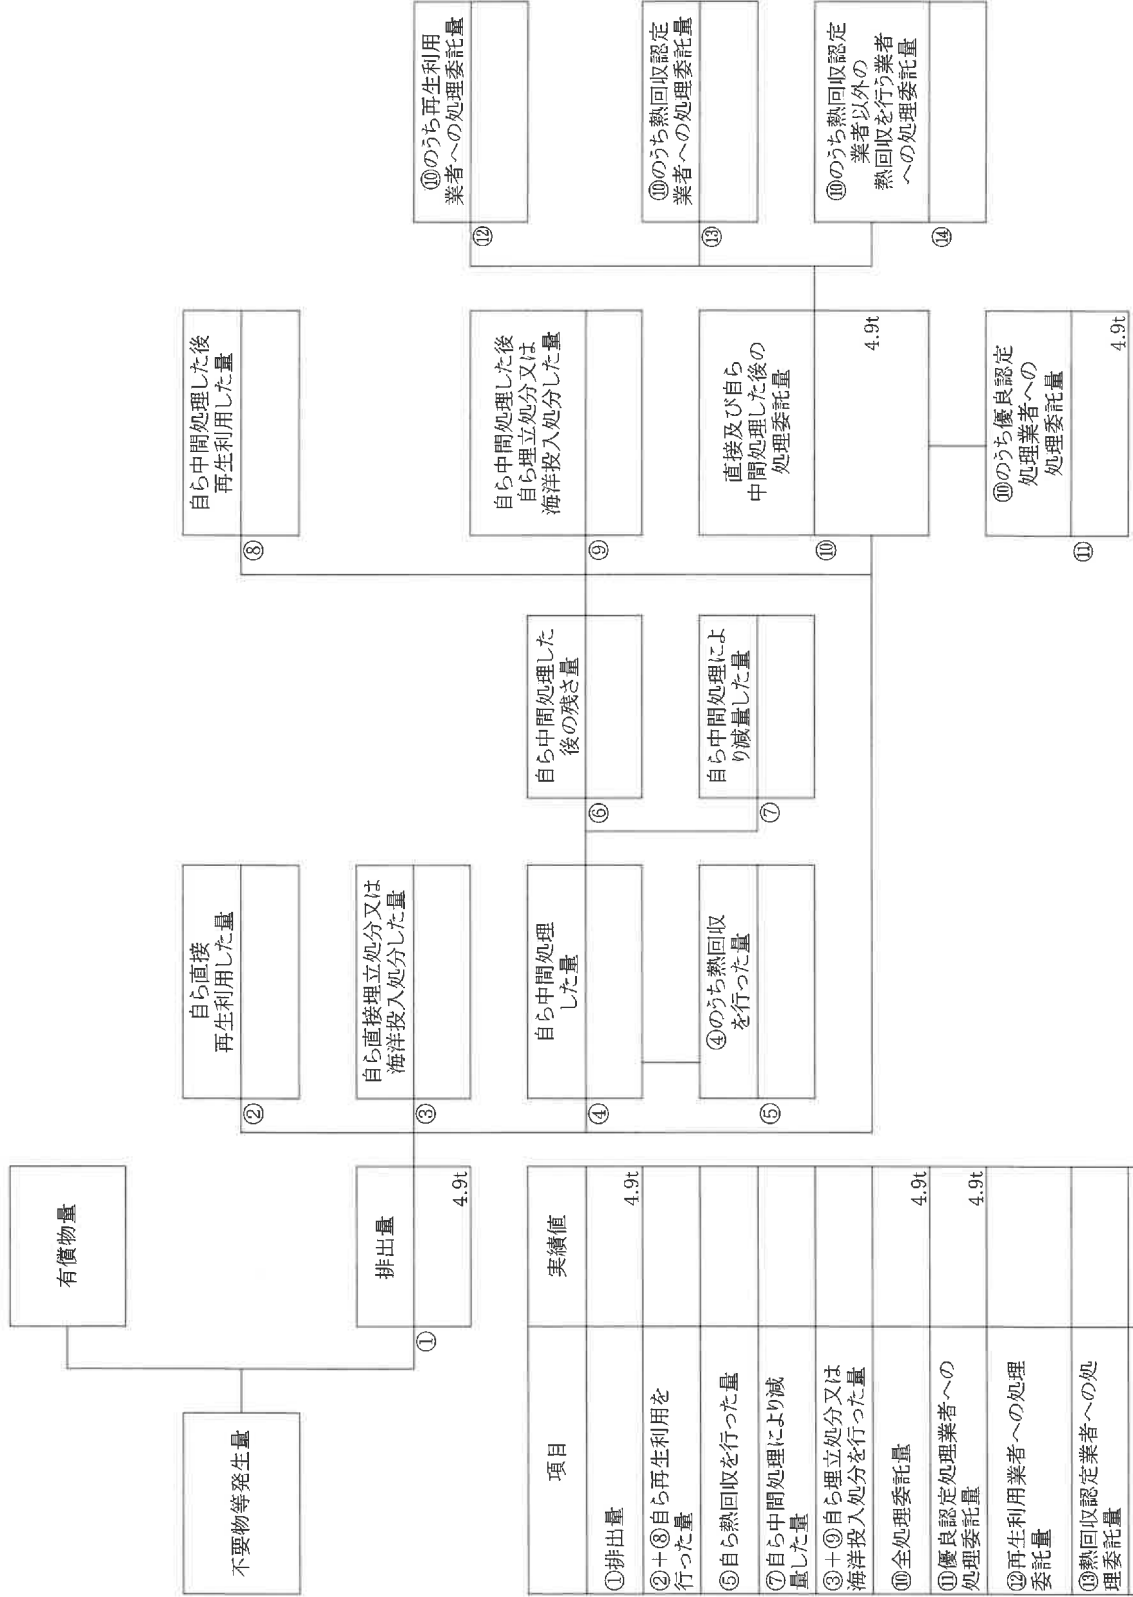 有償物量
不要物等発生量
排出量
①
4.9t
自ら直接
再生利用した量
②
自ら直接埋立処分又は
海洋投入処分した量
③
自ら中間処理
した量
④
④のうち熱回収
を行った量
⑤
自ら中間処理した
後の残さ量
⑥
自ら中間処理によ
り減量した量
⑦
自ら中間処理した後
再生利用した量
⑧
自ら中間処理した後
自ら埋立処分又は
海洋投入処分した量
⑨
直接及び自ら
中間処理した後の
処理委託量
⑩
4.9t
⑩のうち優良認定
処理業者への
処理委託量
⑪
4.9t
⑩のうち再生利用
業者への処理委託量
⑫
⑩のうち熱回収認定
業者への処理委託量
⑬
⑩のうち熱回収認定
業者以外の
熱回収を行う業者
への処理委託量
⑭
項目
実績値
①排出量
4.9t
②+⑧自ら再生利用を
行った量
⑤自ら熱回収を行った量
⑦自ら中間処理により減
量した量
③+⑨自ら埋立処分又は
海洋投入処分を行った量
⑩全処理委託量
4.9t
⑪優良認定処理業者への
処理委託量
4.9t
⑫再生利用業者への処理
委託量
⑬熱回収認定業者への処
理委託量